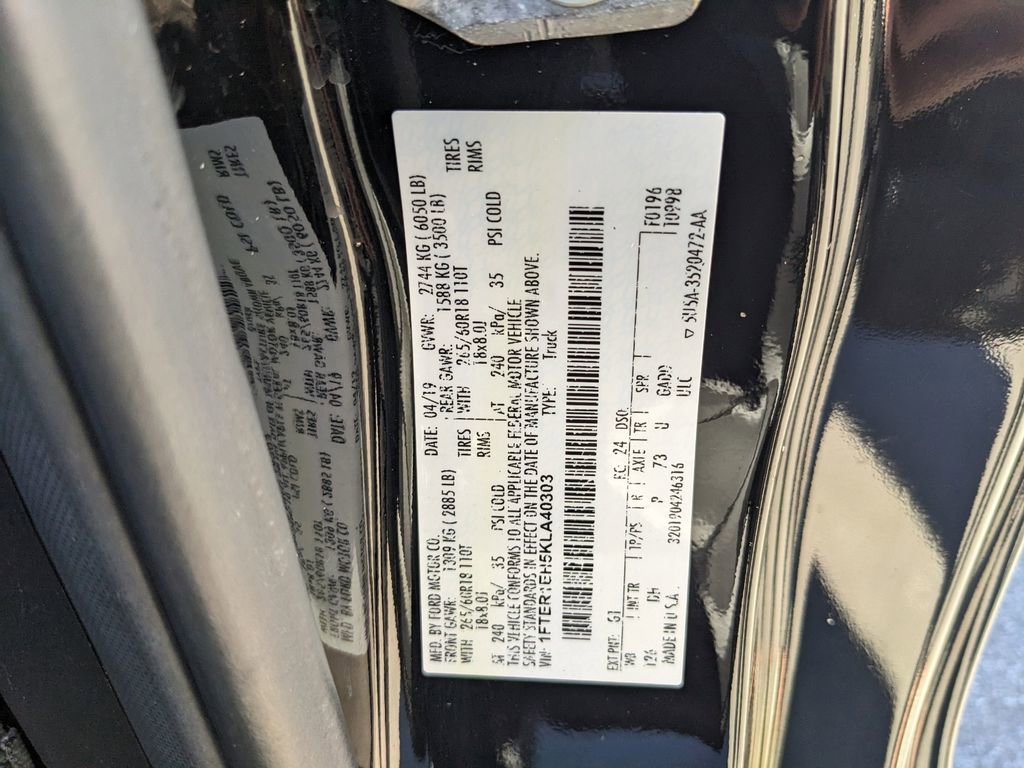 MFD. BY FORD MOTOR CO.
DATE: 04/19 GVWR: 2744 KG ( 6050 LB)
FRONT GAWR: 1309 KG ( 2885 LB) REAR GAWR: 1588 KG ( 3500 LB)
WITH 265/60R18 110T TIRES WITH 265/60R18 110T TIRES
18x8.0J RIMS 18x8.0J RIMS
AT 240 kPa/ 35 PSI COLD AT 240 kPa/ 35 PSI COLD
THIS VEHICLE CONFORMS TO ALL APPLICABLE FEDERAL MOTOR VEHICLE
SAFETY STANDARDS IN EFFECT ON THE DATE OF MANUFACTURE SHOWN ABOVE.
VIN: 1FTER1EH5KLA40303
TYPE: Truck
EXT PNT: G1 RC: 24 DSO: F0196
WB INT TR TP/PS R AXLE TR SPR 10998
126 DH P 73 U GADD
MADE IN U.S.A. 3201904246316 UIL
▽ 5U5A-3520472-AA